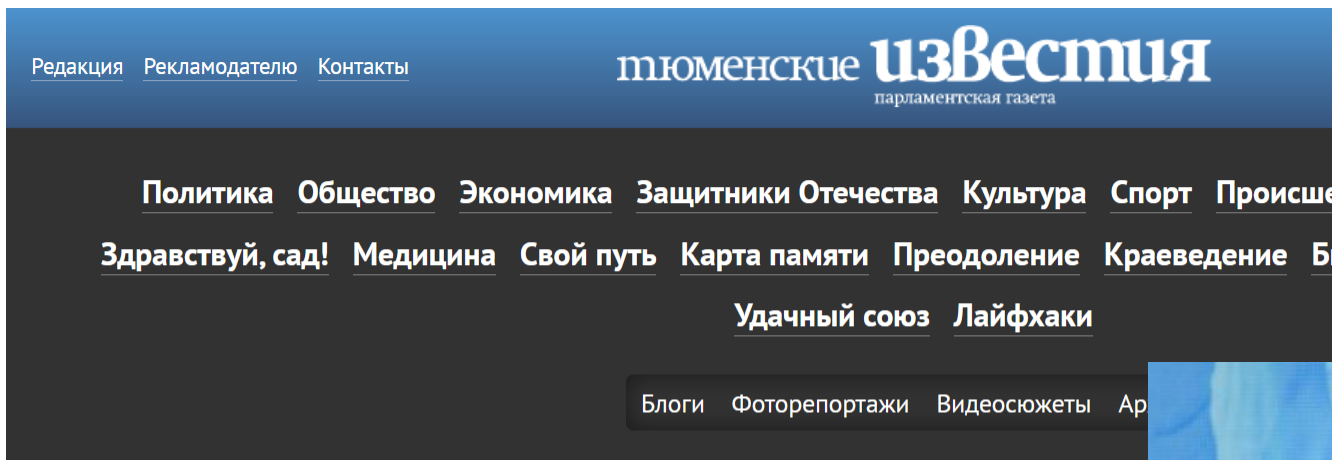 Редакция Рекламодателю Контакты
тюменские известия
парламентская газета
Политика Общество Экономика Защитники Отечества Культура Спорт
Здравствуй, сад! Медицина Свой путь Карта памяти Преодоление Краеведение
Удачный союз Лайфхаки
Блоги Фоторепортажи Видеосюжеты